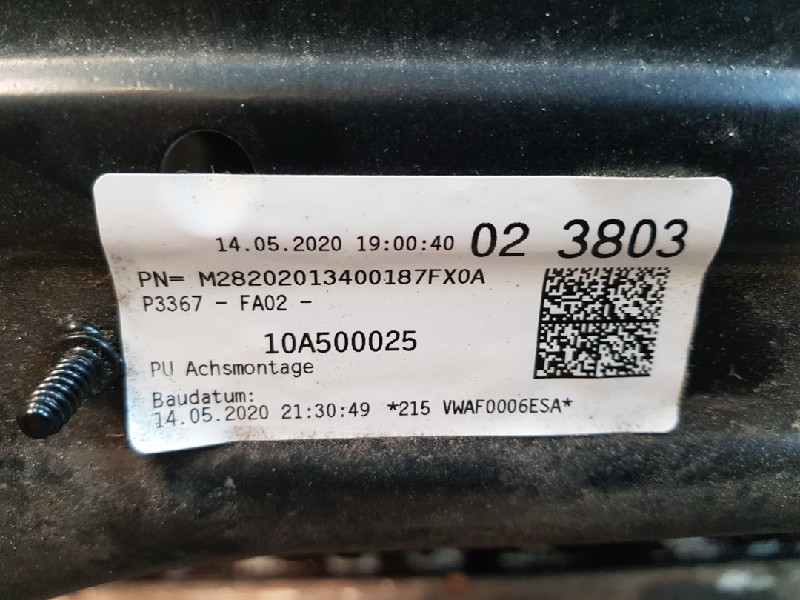 14.05.2020 19:00:40 02 3803
PN= M28202013400187FX0A
P3367 - FA02 -
10A500025
PU Achsmontage
Baudatum:
14.05.2020 21:30:49 *215 VWAF0006ESA*